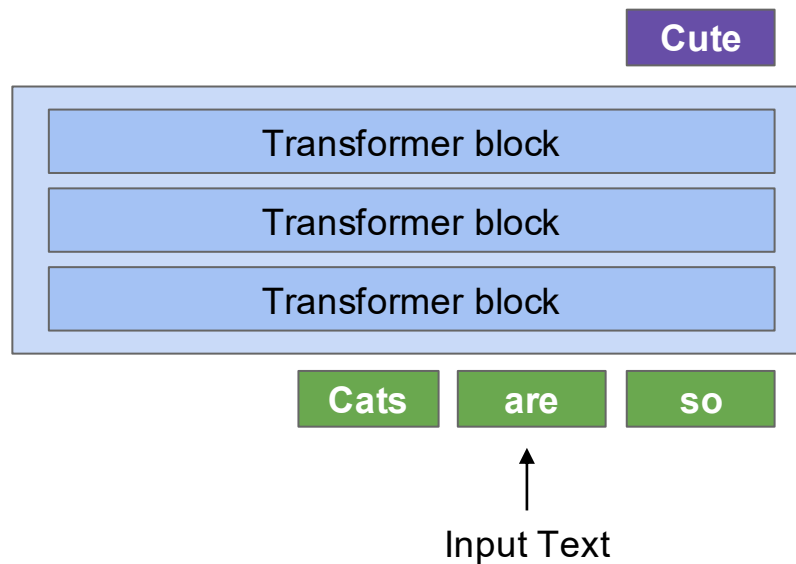 Cute
Transformer block
Transformer block
Transformer block
Cats are so
Input Text